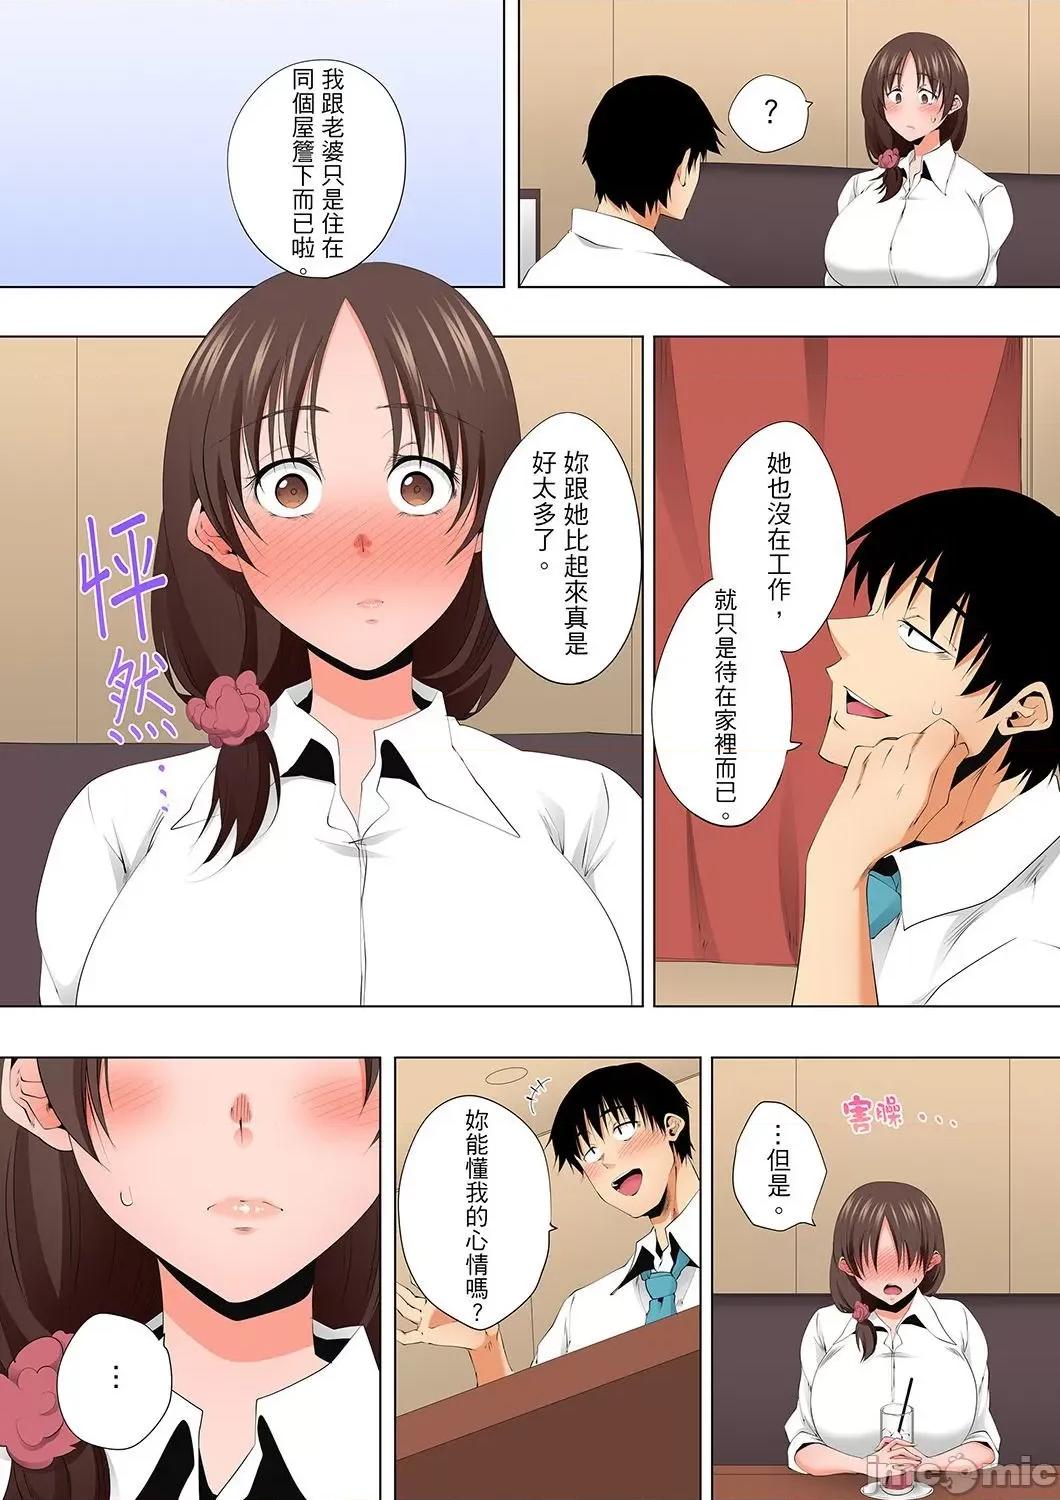 ?
我跟老婆只是住在
同個屋簷下而已啦。
她也沒在工作，
就只是待在家裡而已。
妳跟她比起來真是
好太多了。
怦然…
害臊...
…但是。
妳能懂我的心情嗎？
…
jmcomic